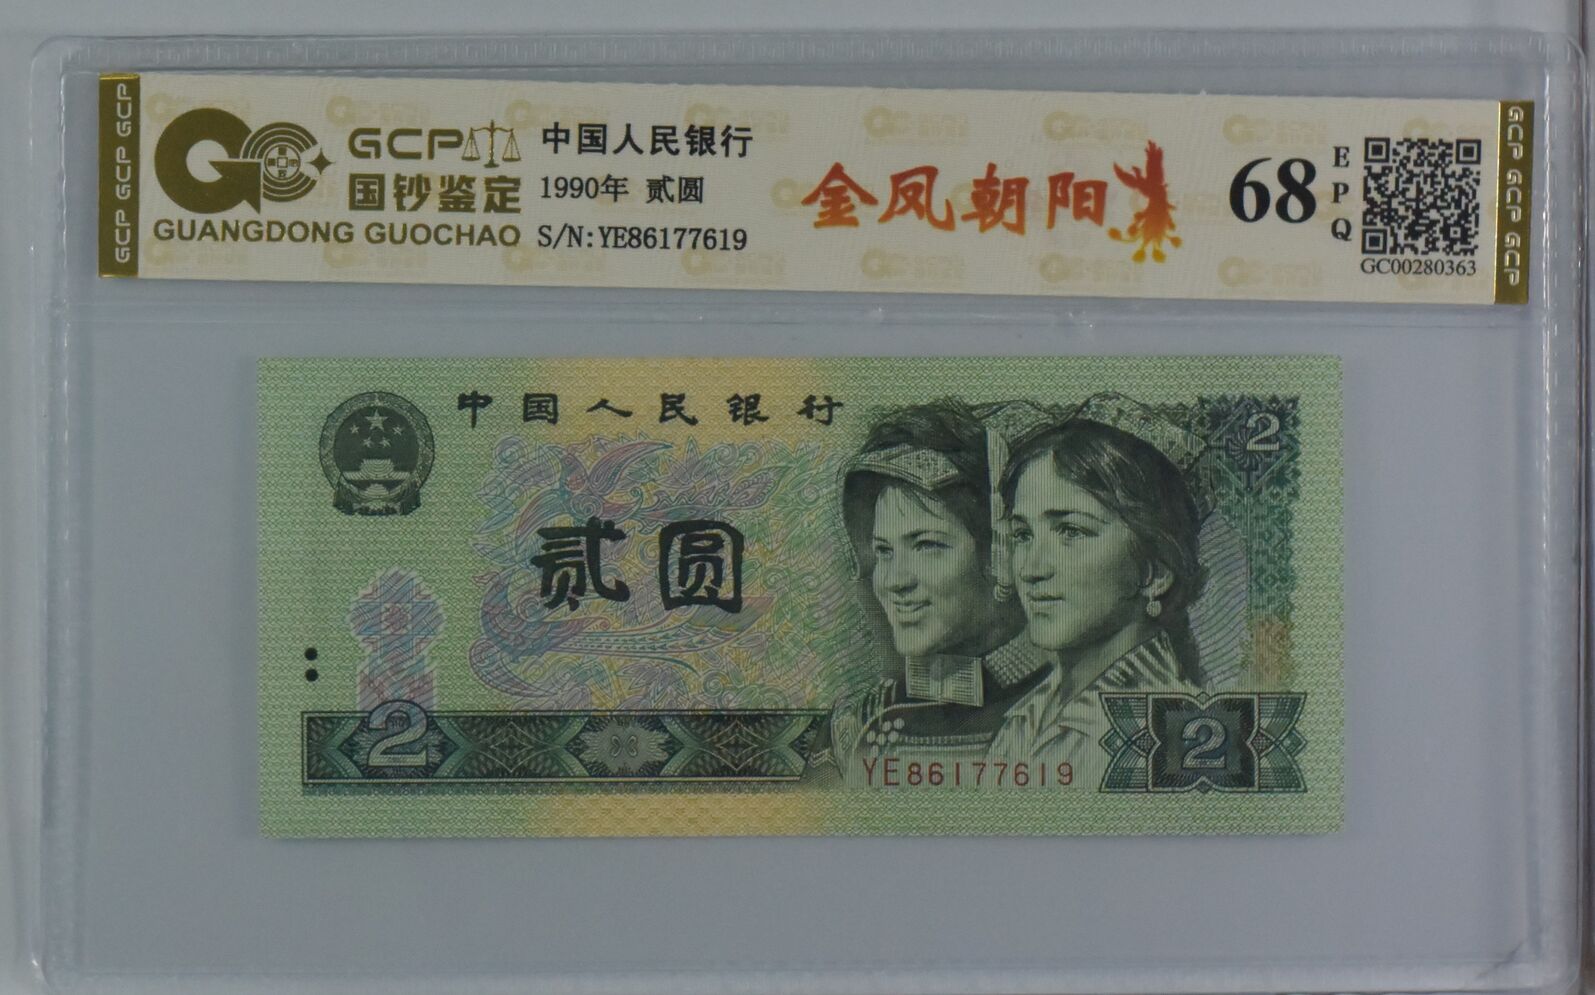 GCP GCP GCP
GCP
国钞鉴定
GUANGDONG GUOCHAO
中国人民银行
1990年 贰圆
S/N:YE86177619
金凤朝阳
68
EPQ
GC00280363
GCP GCP GCP
中国人民银行
2
贰圆
2
YE86177619
2